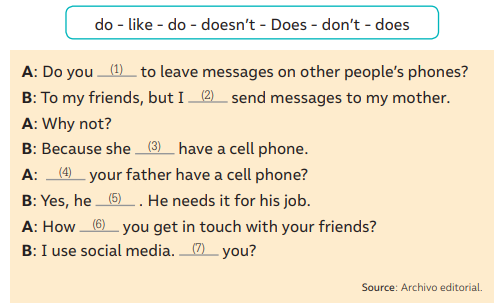 do - like - do - doesn't - Does - don't - does
A: Do you (1) to leave messages on other people's phones?
B: To my friends, but I (2) send messages to my mother.
A: Why not?
B: Because she (3) have a cell phone.
A: (4) your father have a cell phone?
B: Yes, he (5) . He needs it for his job.
A: How (6) you get in touch with your friends?
B: I use social media. (7) you?
Source: Archivo editorial.